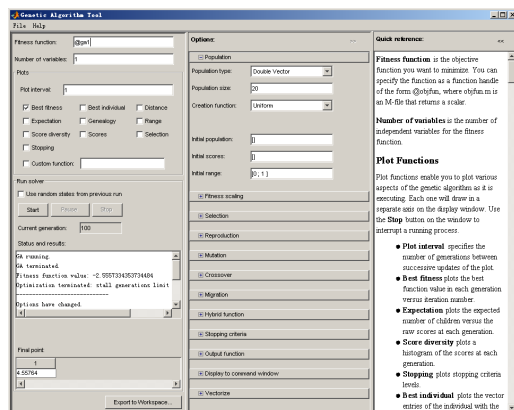 Genetic Algorithm Tool
File Help
Fitness function: @gw1
Number of variables: 1
Plots
Plot interval: 1
Best fitness Best individual Distance
Expectation Genealogy Range
Score diversity Scores Selection
Stopping
Custom function:
Run solver
Use random states from previous run
Start Pause Stop
Current generation: 100
Status and results:
GA running.
GA terminated.
Fitness function value: -2.5557334353734484
Optimization terminated: stall generations limit
Options have changed.
Final point:
1
4.55764
Export to Workspace...
Options:
Population
Population type: Double Vector
Population size: 20
Creation function: Uniform
Initial population: []
Initial scores: []
Initial range: [0 ; 1 ]
Fitness scaling
Selection
Reproduction
Mutation
Crossover
Migration
Hybrid function
Stopping criteria
Output function
Display to command window
Vectorize
Quick reference: <<
Fitness function is the objective
function you want to minimize. You can
specify the function as a function handle
of the form @objfun, where objfun.m is
an M-file that returns a scalar.
Number of variables is the number of
independent variables for the fitness
function.
Plot Functions
Plot functions enable you to plot various
aspects of the genetic algorithm as it is
executing. Each one will draw in a
separate axis on the display window. Use
the Stop button on the window to
interrupt a running process.
Plot interval specifies the
number of generations between
successive updates of the plot.
Best fitness plots the best
function value in each generation
versus iteration number.
Expectation plots the expected
number of children versus the
raw scores at each generation.
Score diversity plots a
histogram of the scores at each
generation.
Stopping plots stopping criteria
levels.
Best individual plots the vector
entries of the individual with the